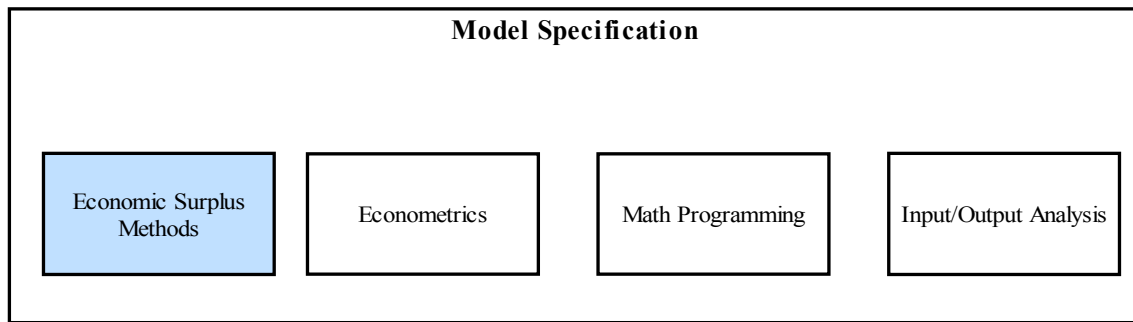 Model Specification
Economic Surplus
Methods
Econometrics
Math Programming
Input/Output Analysis